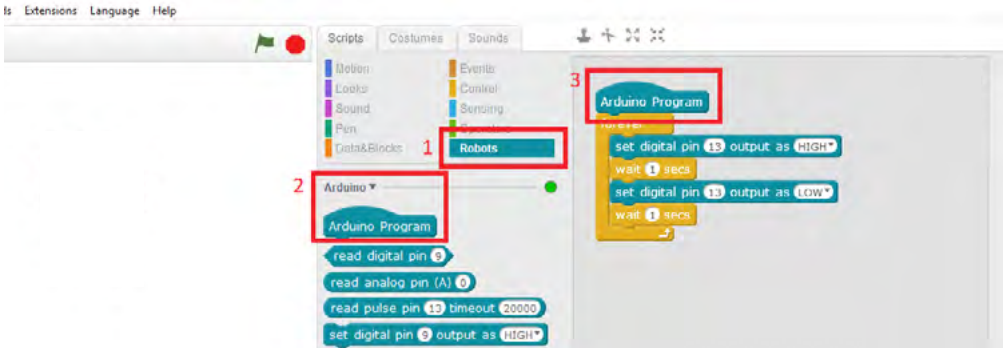 ls Extensions Language Help
Scripts Costumes Sounds
Motion Events
Looks Control
Sound Sensing
Pen Operators
Data&Blocks 1 Robots
2 Arduino
Arduino Program
read digital pin 9
read analog pin (A) 0
read pulse pin 13 timeout 20000
set digital pin 9 output as HIGH
3
Arduino Program
forever
set digital pin 13 output as HIGH
wait 1 secs
set digital pin 13 output as LOW
wait 1 secs